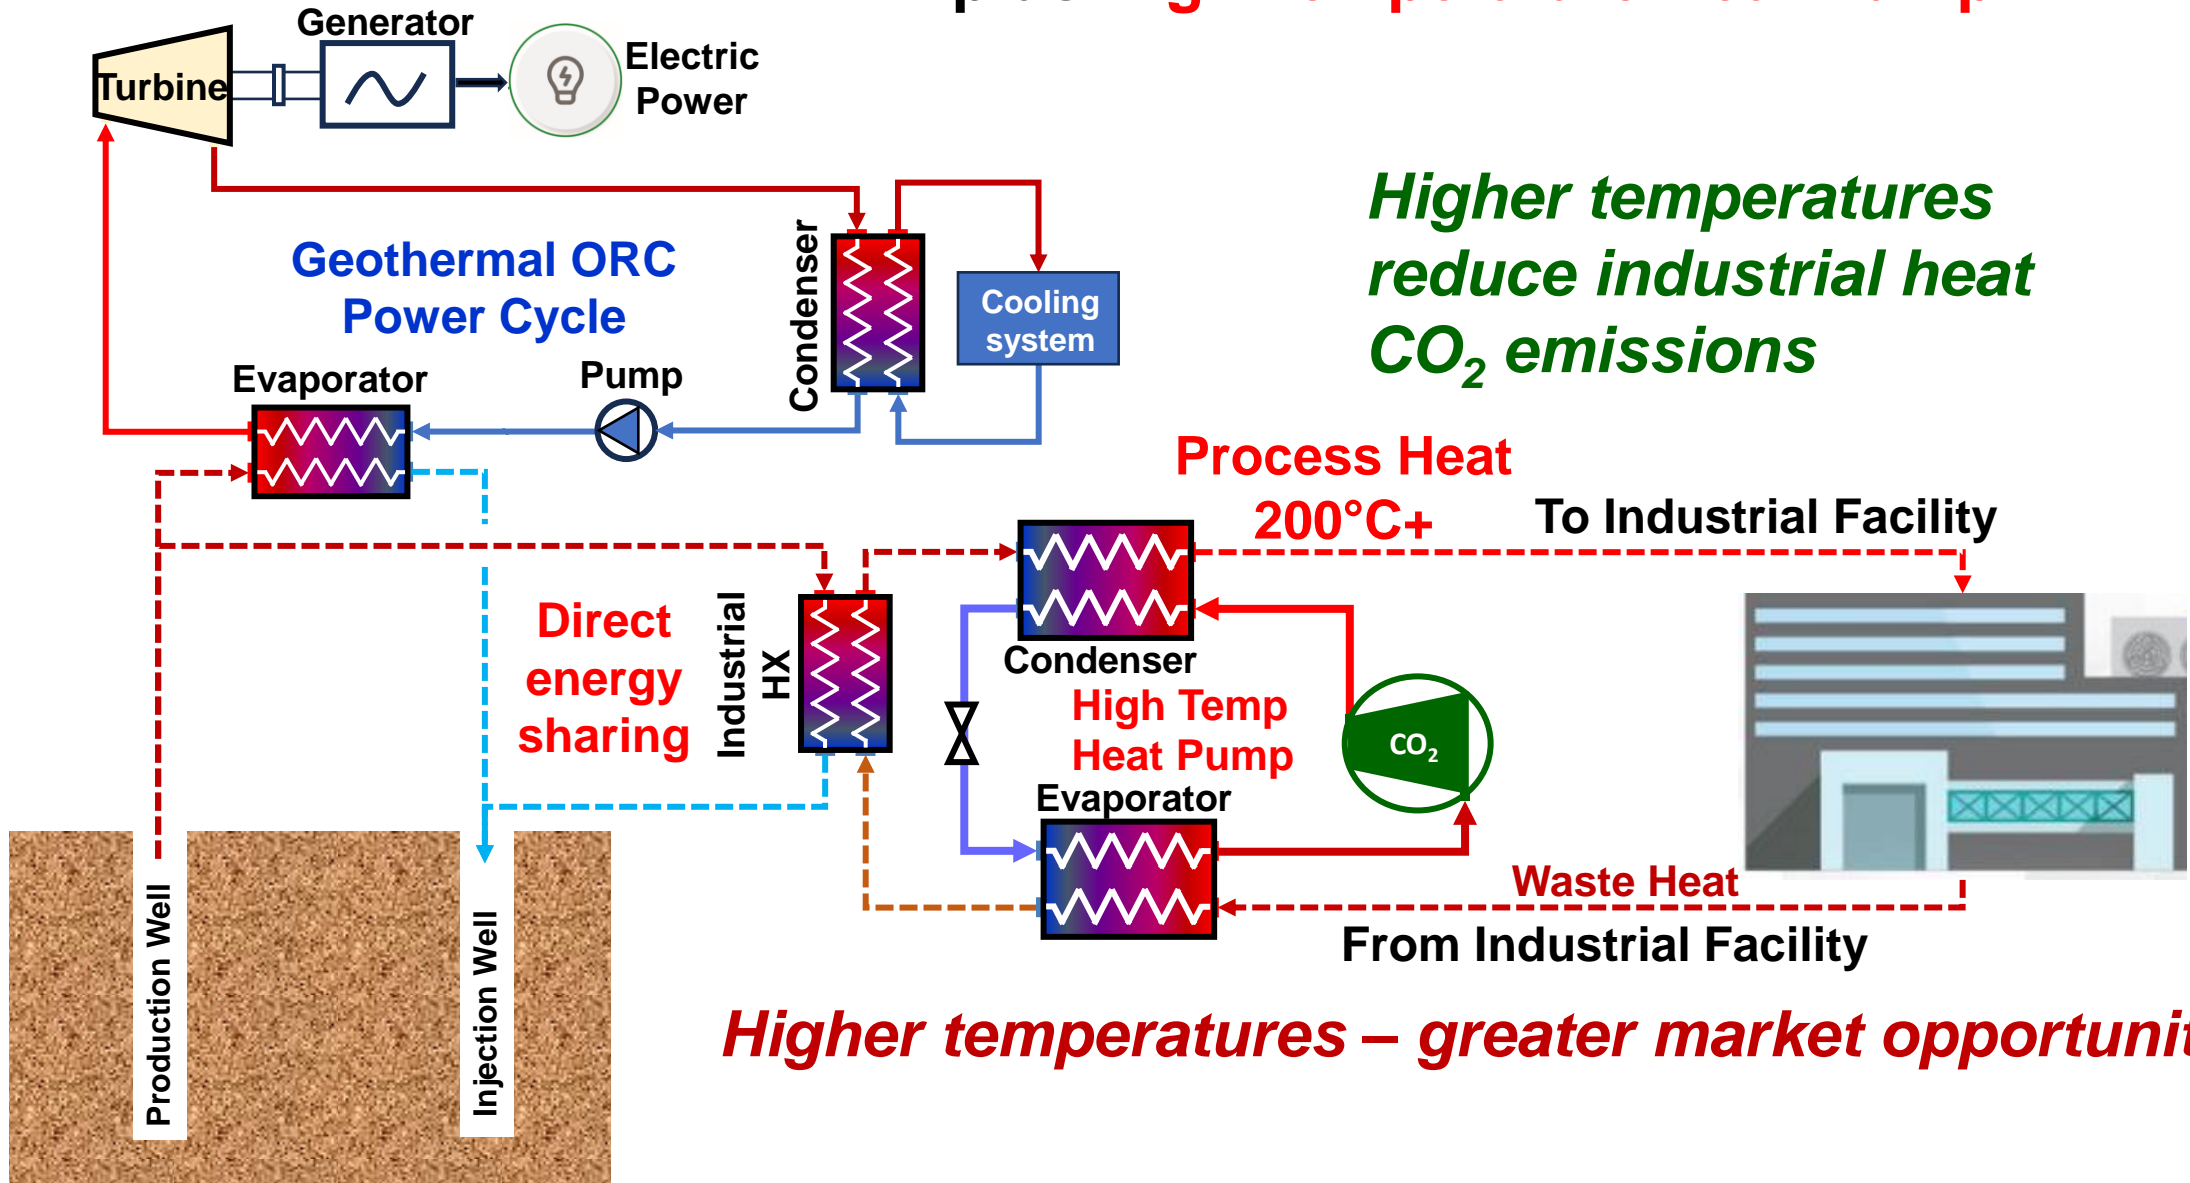 Generator
Turbine
Electric
Power
Geothermal ORC
Power Cycle
Condenser
Cooling
system
Higher temperatures
reduce industrial heat
CO₂ emissions
Evaporator
Pump
Process Heat
200°C+
To Industrial Facility
Direct
energy
sharing
Industrial
HX
Condenser
High Temp
Heat Pump
CO₂
Evaporator
Waste Heat
From Industrial Facility
Production Well
Injection Well
Higher temperatures – greater market